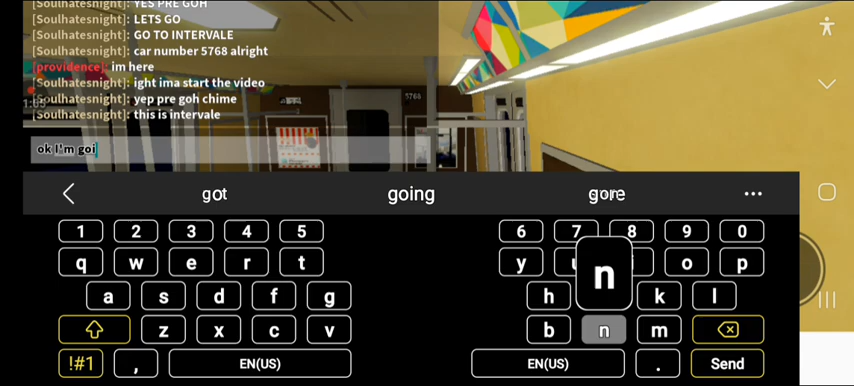 [Soulhatesnight]: YES PRE GOH
[Soulhatesnight]: LETS GO
[Soulhatesnight]: GO TO INTERVALE
[Soulhatesnight]: car number 5768 alright
[providence]: im here
[Soulhatesnight]: ight ima start the video
[Soulhatesnight]: yep pre goh chime
[Soulhatesnight]: this is intervale
5768
ok I'm goi
got going
1 2 3 4 5 6 7 8 9 0
q w e r t y u o p
a s d f g h n k l
z x c v b n m
!#1 , EN(US) EN(US) . Send